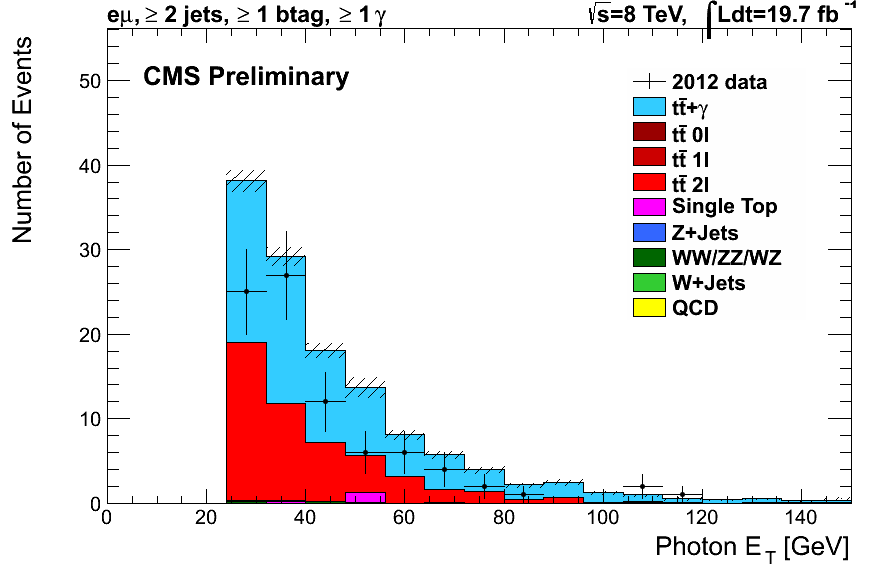 eμ, ≥ 2 jets, ≥ 1 btag, ≥ 1 γ
√s=8 TeV, ∫Ldt=19.7 fb⁻¹
CMS Preliminary
Number of Events
50
40
30
20
10
0
2012 data
tt̄+γ
tt̄ 0l
tt̄ 1l
tt̄ 2l
Single Top
Z+Jets
WW/ZZ/WZ
W+Jets
QCD
0 20 40 60 80 100 120 140
Photon E_T [GeV]